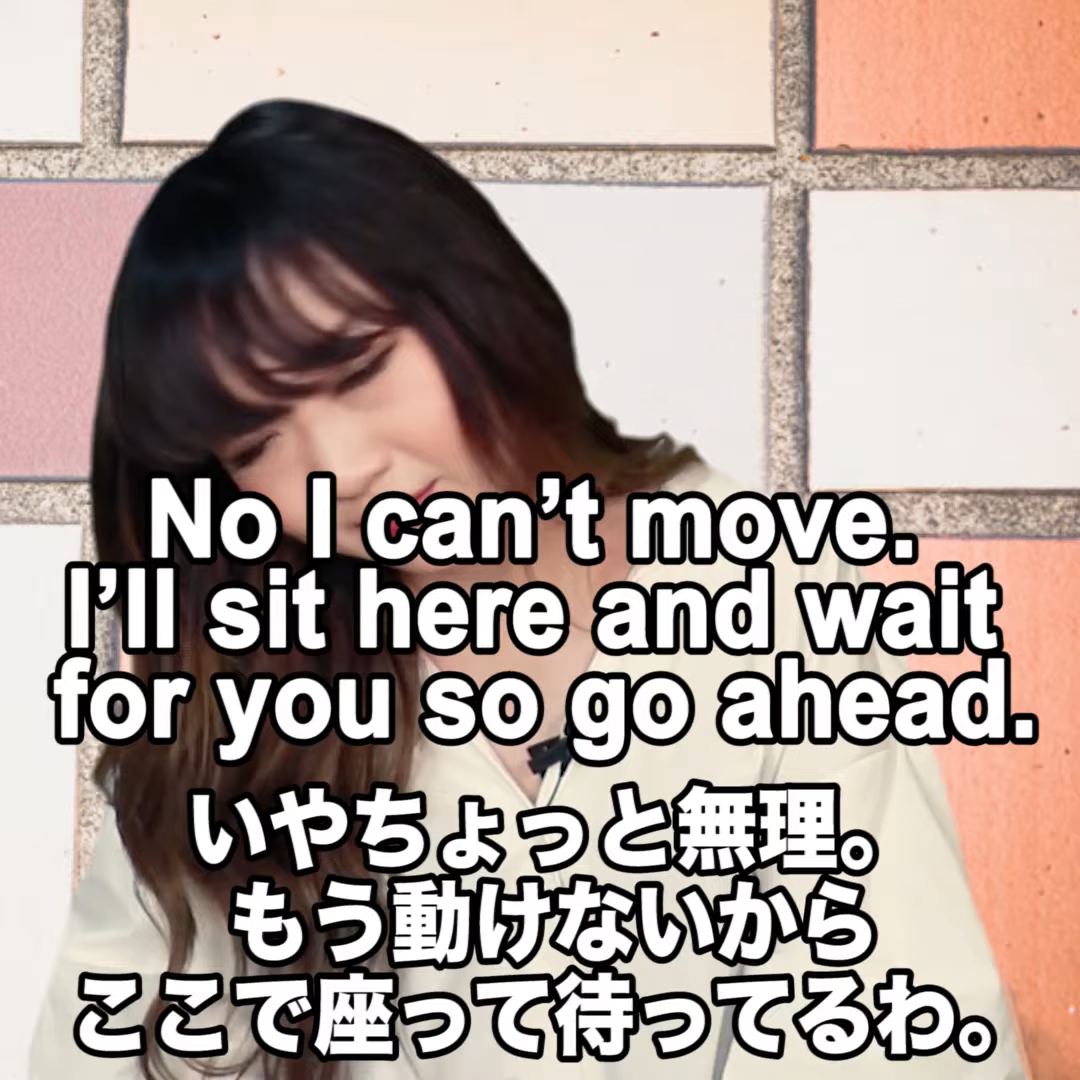 No I can’t move.
I’ll sit here and wait
for you so go ahead.
いやちょっと無理。
もう動けないから
ここで座って待ってるわ。